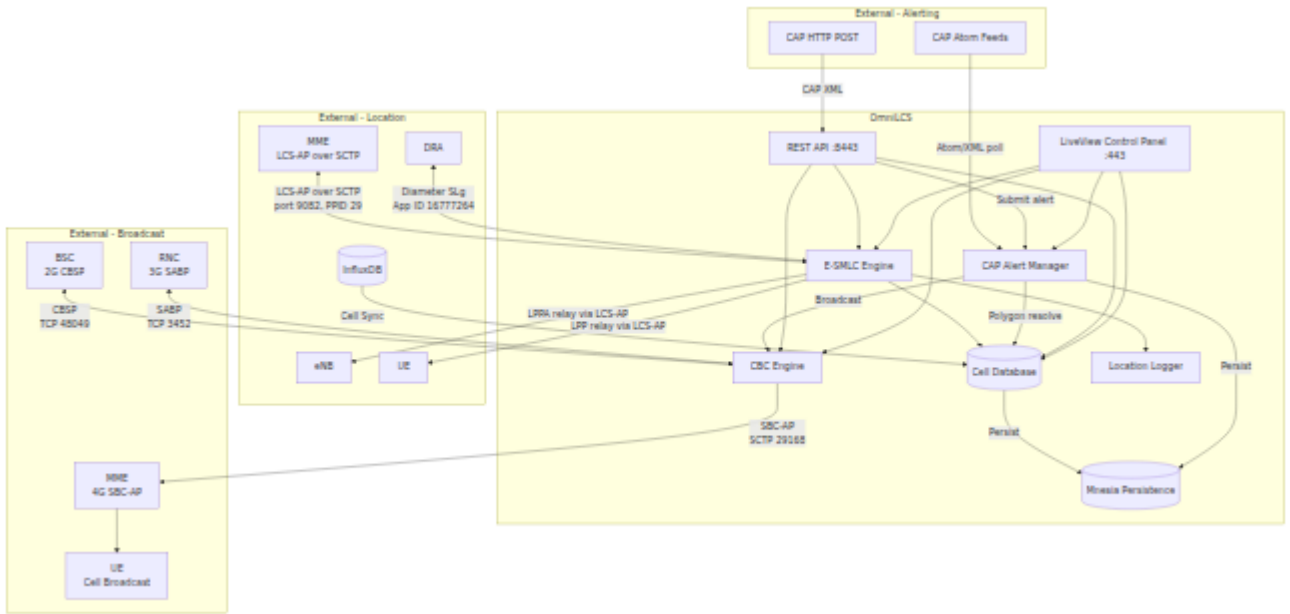 External - Alerting
CAP HTTP POST
CAP Atom Feeds
CAP XML
Atom/XML poll
External - Location
MME
LCS-AP over SCTP
DRA
LCS-AP over SCTP
port 9082, PPID 29
Diameter SLg
App ID 16777264
InfluxDB
Cell Sync
LPPA relay via LCS-AP
LPP relay via LCS-AP
eNB
UE
OmniLCS
REST API :8443
LiveView Control Panel
:443
Submit alert
E-SMLC Engine
CAP Alert Manager
Broadcast
Polygon resolve
CBC Engine
Cell Database
Location Logger
Persist
Persist
SBC-AP
SCTP 29168
Mnesia Persistence
External - Broadcast
BSC
2G CBSP
RNC
3G SABP
CBSP
TCP 48049
SABP
TCP 3452
MME
4G SBC-AP
UE
Cell Broadcast